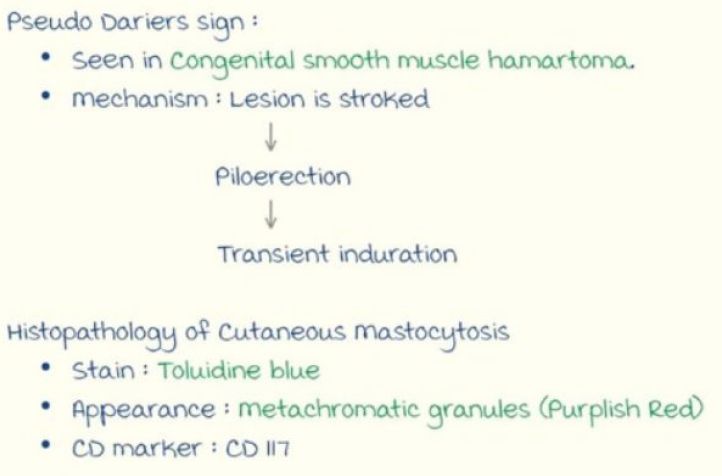 Pseudo Dariers sign :
• Seen in Congenital smooth muscle hamartoma.
• mechanism : Lesion is stroked
↓
Piloerection
↓
Transient induration
Histopathology of Cutaneous mastocytosis
• Stain : Toluidine blue
• Appearance : metachromatic granules (Purplish Red)
• CD marker : CD 117